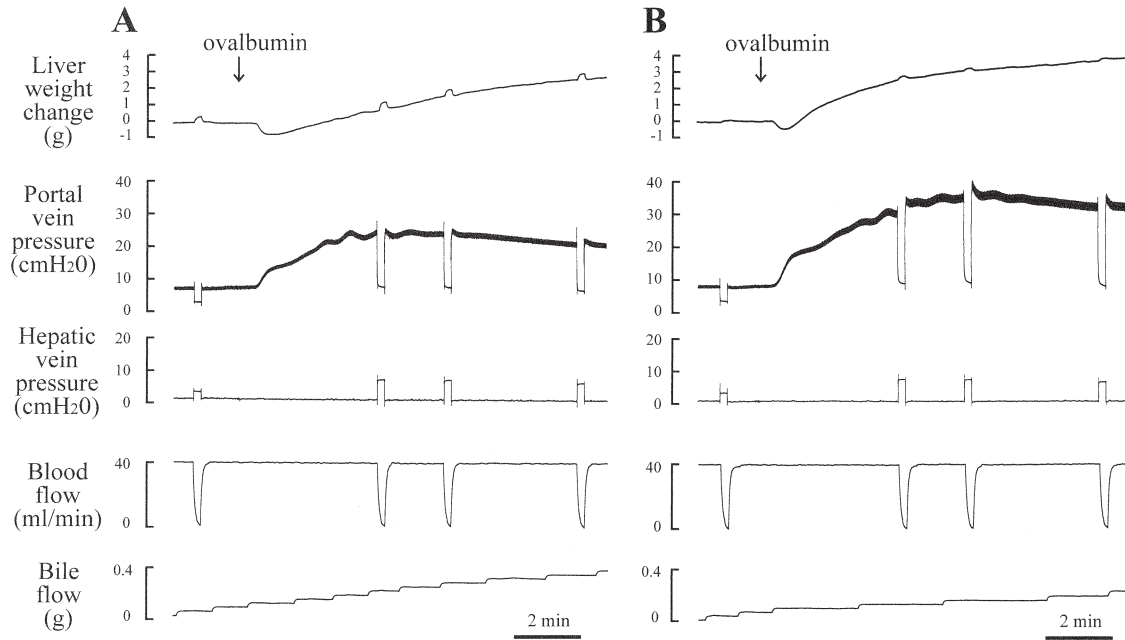 A
B
ovalbumin
ovalbumin
Liver
weight
change
(g)
4
3
2
1
0
-1
4
3
2
1
0
-1
Portal
vein
pressure
(cmH20)
40
30
20
10
0
40
30
20
10
0
Hepatic
vein
pressure
(cmH20)
20
10
0
20
10
0
Blood
flow
(ml/min)
40
0
40
0
Bile
flow
(g)
0.4
0
0.4
0
2 min
2 min